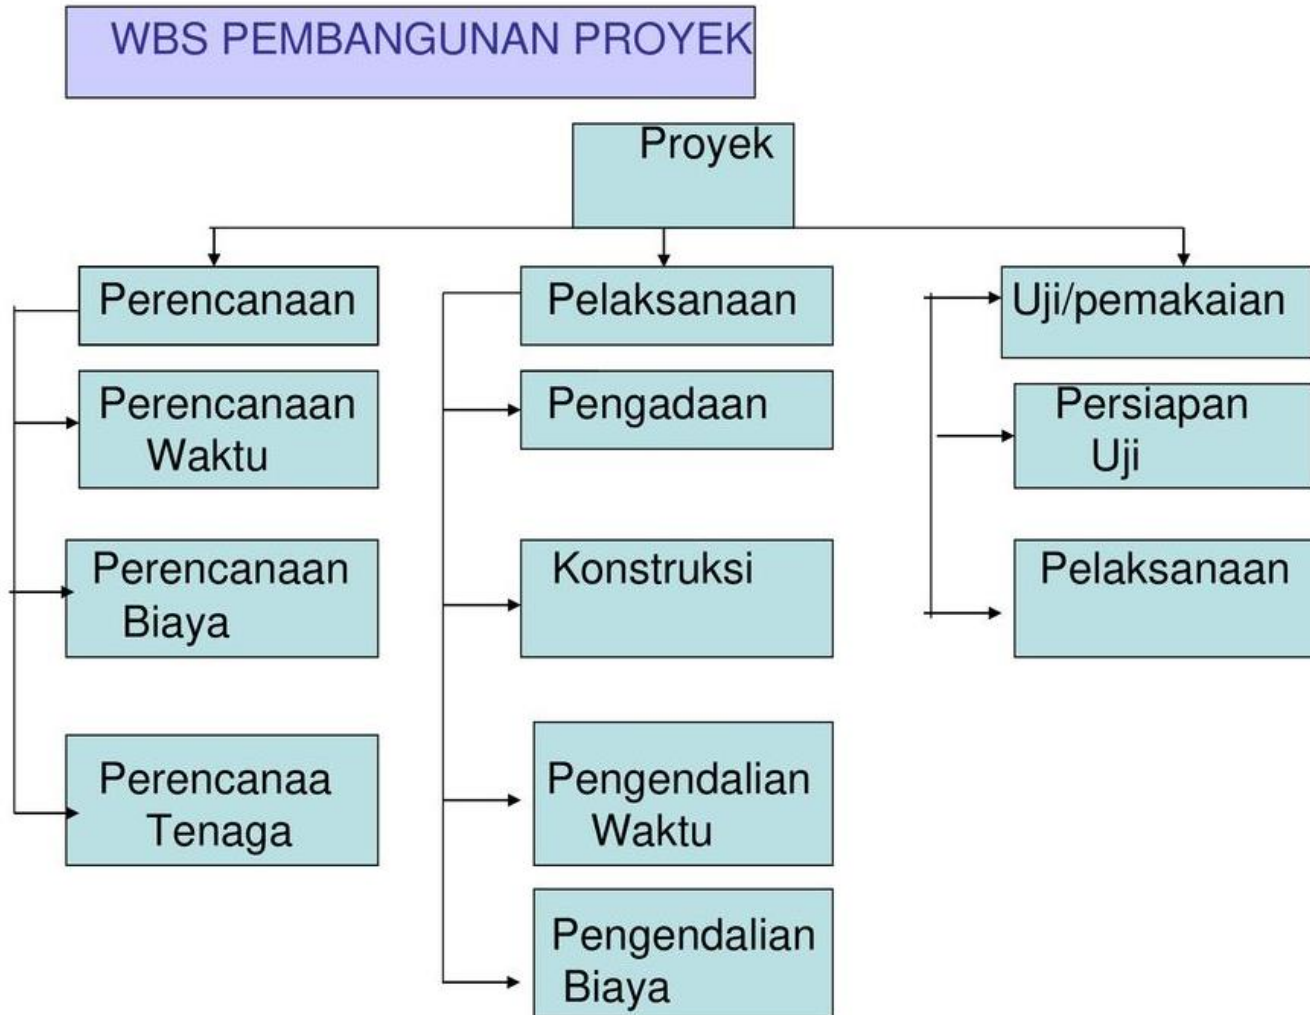 WBS PEMBANGUNAN PROYEK
Proyek
Perencanaan
Perencanaan
Waktu
Perencanaan
Biaya
Perencanaa
Tenaga
Pelaksanaan
Pengadaan
Konstruksi
Pengendalian
Waktu
Pengendalian
Biaya
Uji/pemakaian
Persiapan
Uji
Pelaksanaan